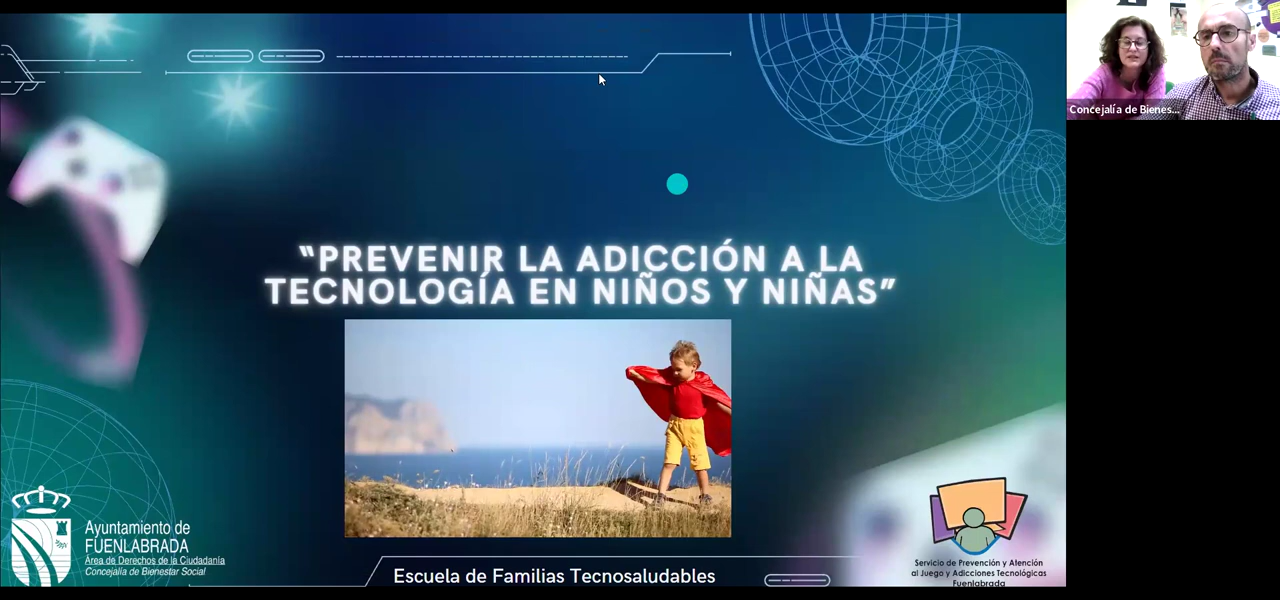 Concejalía de Bienes...
“PREVENIR LA ADICCIÓN A LA
TECNOLOGÍA EN NIÑOS Y NIÑAS”
Ayuntamiento de
FUENLABRADA
Área de Derechos de la Ciudadanía
Concejalía de Bienestar Social
Escuela de Familias Tecnosaludables
Servicio de Prevención y Atención
al Juego y Adicciones Tecnológicas
Fuenlabrada